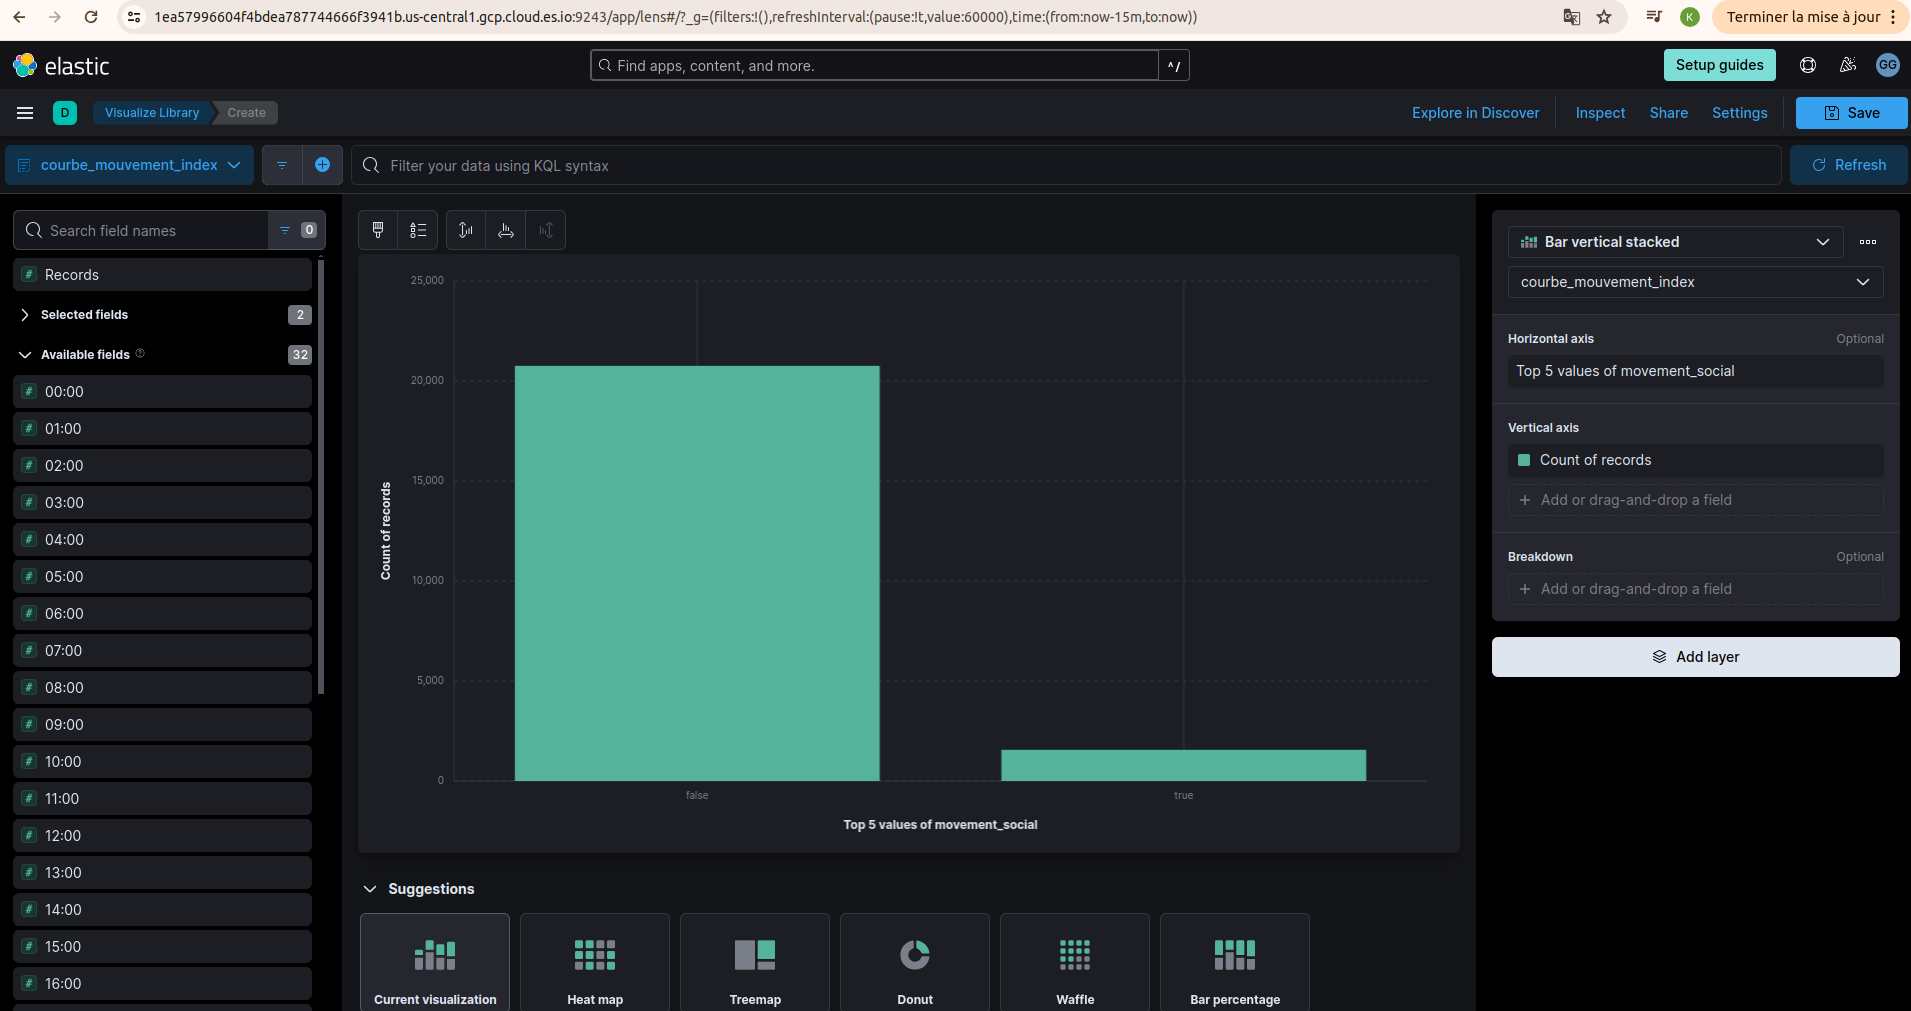 1ea57996604f4bdea787744666f3941b.us-central1.gcp.cloud.es.io:9243/app/lens#/?_g=(filters:!(),refreshInterval:(pause:!t,value:60000),time:(from:now-15m,to:now))
K
Terminer la mise à jour
elastic
Find apps, content, and more.
^/
Setup guides
GG
D
Visualize Library
Create
Explore in Discover
Inspect
Share
Settings
Save
courbe_mouvement_index
Filter your data using KQL syntax
Refresh
Search field names
0
# Records
Selected fields
2
Available fields
32
# 00:00
# 01:00
# 02:00
# 03:00
# 04:00
# 05:00
# 06:00
# 07:00
# 08:00
# 09:00
# 10:00
# 11:00
# 12:00
# 13:00
# 14:00
# 15:00
# 16:00
25,000
20,000
15,000
10,000
5,000
0
Count of records
false
true
Top 5 values of movement_social
Suggestions
Current visualization
Heat map
Treemap
Donut
Waffle
Bar percentage
Bar vertical stacked
courbe_mouvement_index
Horizontal axis
Optional
Top 5 values of movement_social
Vertical axis
Count of records
Add or drag-and-drop a field
Breakdown
Optional
Add or drag-and-drop a field
Add layer